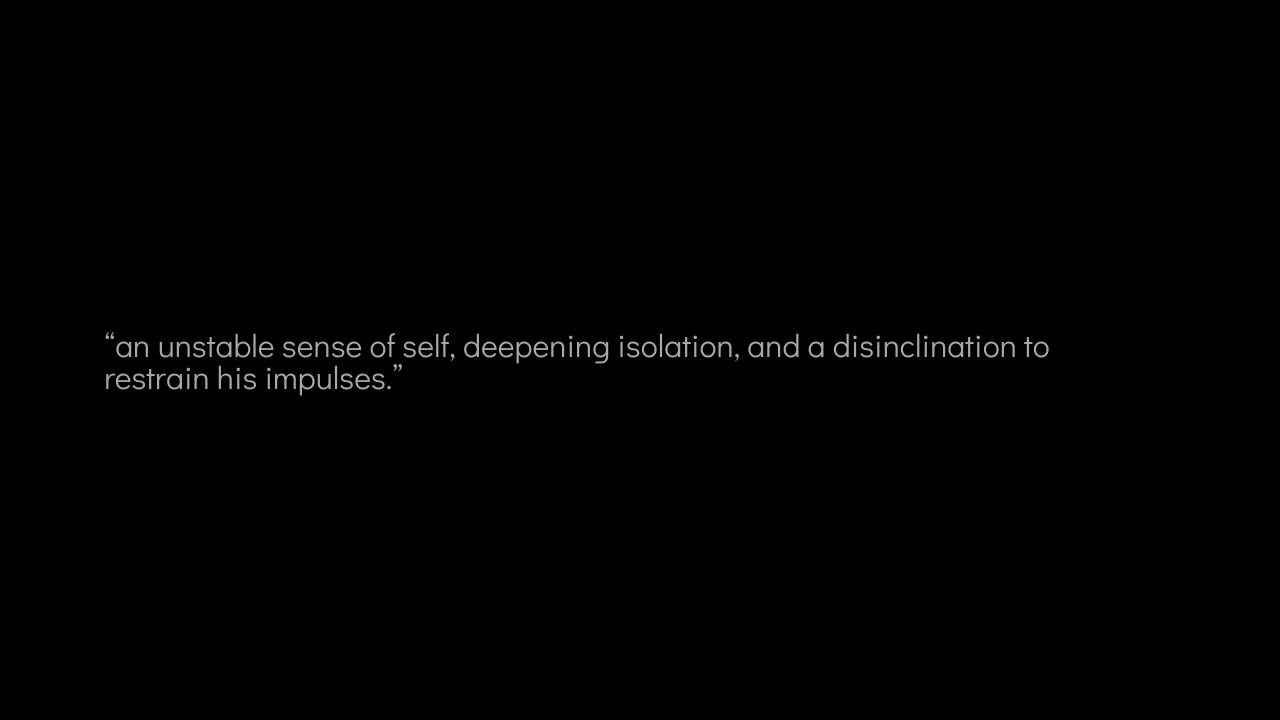 “an unstable sense of self, deepening isolation, and a disinclination to
restrain his impulses.”